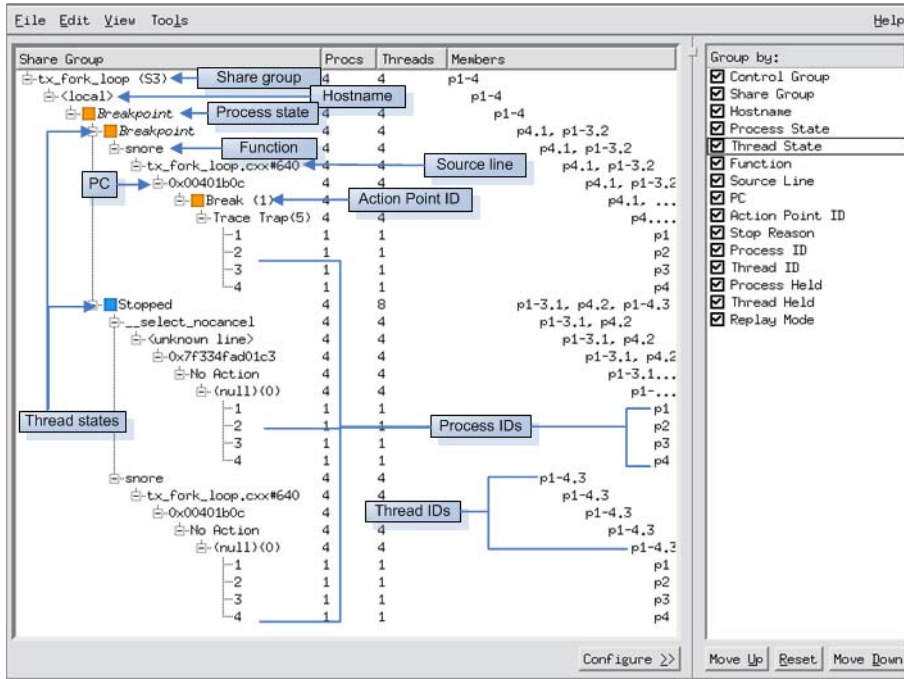 File Edit View Tools Help
Share Group Procs Threads Members
tx_fork_loop (S3) Share group 4 4 p1-4
<local> Hostname p1-4
Breakpoint Process state 4 4 p1-4
Breakpoint 4 4 p4.1, p1-3.2
snore Function 4 4 p4.1, p1-3.2
tx_fork_loop.cxx#640 Source line p4.1, p1-3.2
PC 0x00401b0c 4 4 p4.1, p1-3.2
Break (1) Action Point ID p4.1, ...
Trace Trap(5) 4 4 p4....
1 1 1 p1
2 1 1 p2
3 1 1 p3
4 1 1 p4
Stopped 4 8 p1-3.1, p4.2, p1-4.3
__select_nocancel 4 4 p1-3.1, p4.2
<unknown line> 4 4 p1-3.1, p4.2
0x7f334fad01c3 4 4 p1-3.1, p4.2
No Action 4 4 p1-3.1...
(null)(0) 4 4 p1-...
1 1 1 p1
Thread states 2 1 1 Process IDs p2
3 1 1 p3
4 1 1 p4
snore 4 4 p1-4.3
tx_fork_loop.cxx#640 4 4 p1-4.3
0x00401b0c 4 Thread IDs p1-4.3
No Action 4 4 p1-4.3
(null)(0) 4 4 p1-4.3
1 1 1 p1
2 1 1 p2
3 1 1 p3
4 1 1 p4
Configure >>
Group by:
Control Group
Share Group
Hostname
Process State
Thread State
Function
Source Line
PC
Action Point ID
Stop Reason
Process ID
Thread ID
Process Held
Thread Held
Replay Mode
Move Up Reset Move Down